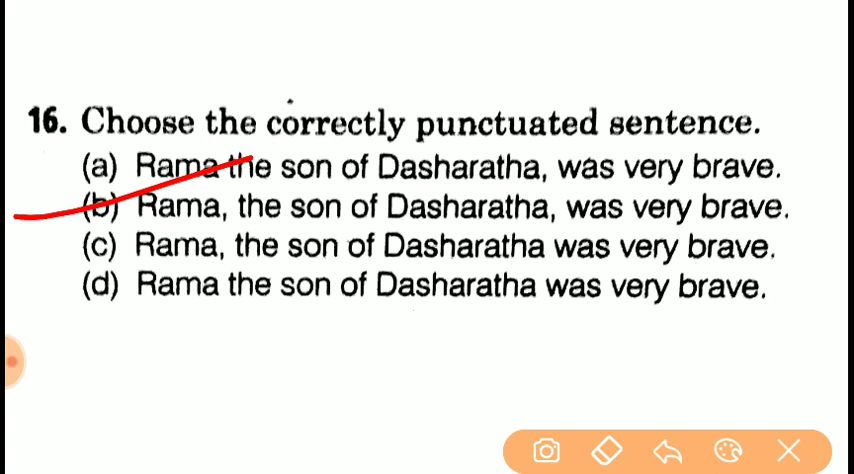 16. Choose the correctly punctuated sentence.
(a) Rama the son of Dasharatha, was very brave.
(b) Rama, the son of Dasharatha, was very brave.
(c) Rama, the son of Dasharatha was very brave.
(d) Rama the son of Dasharatha was very brave.